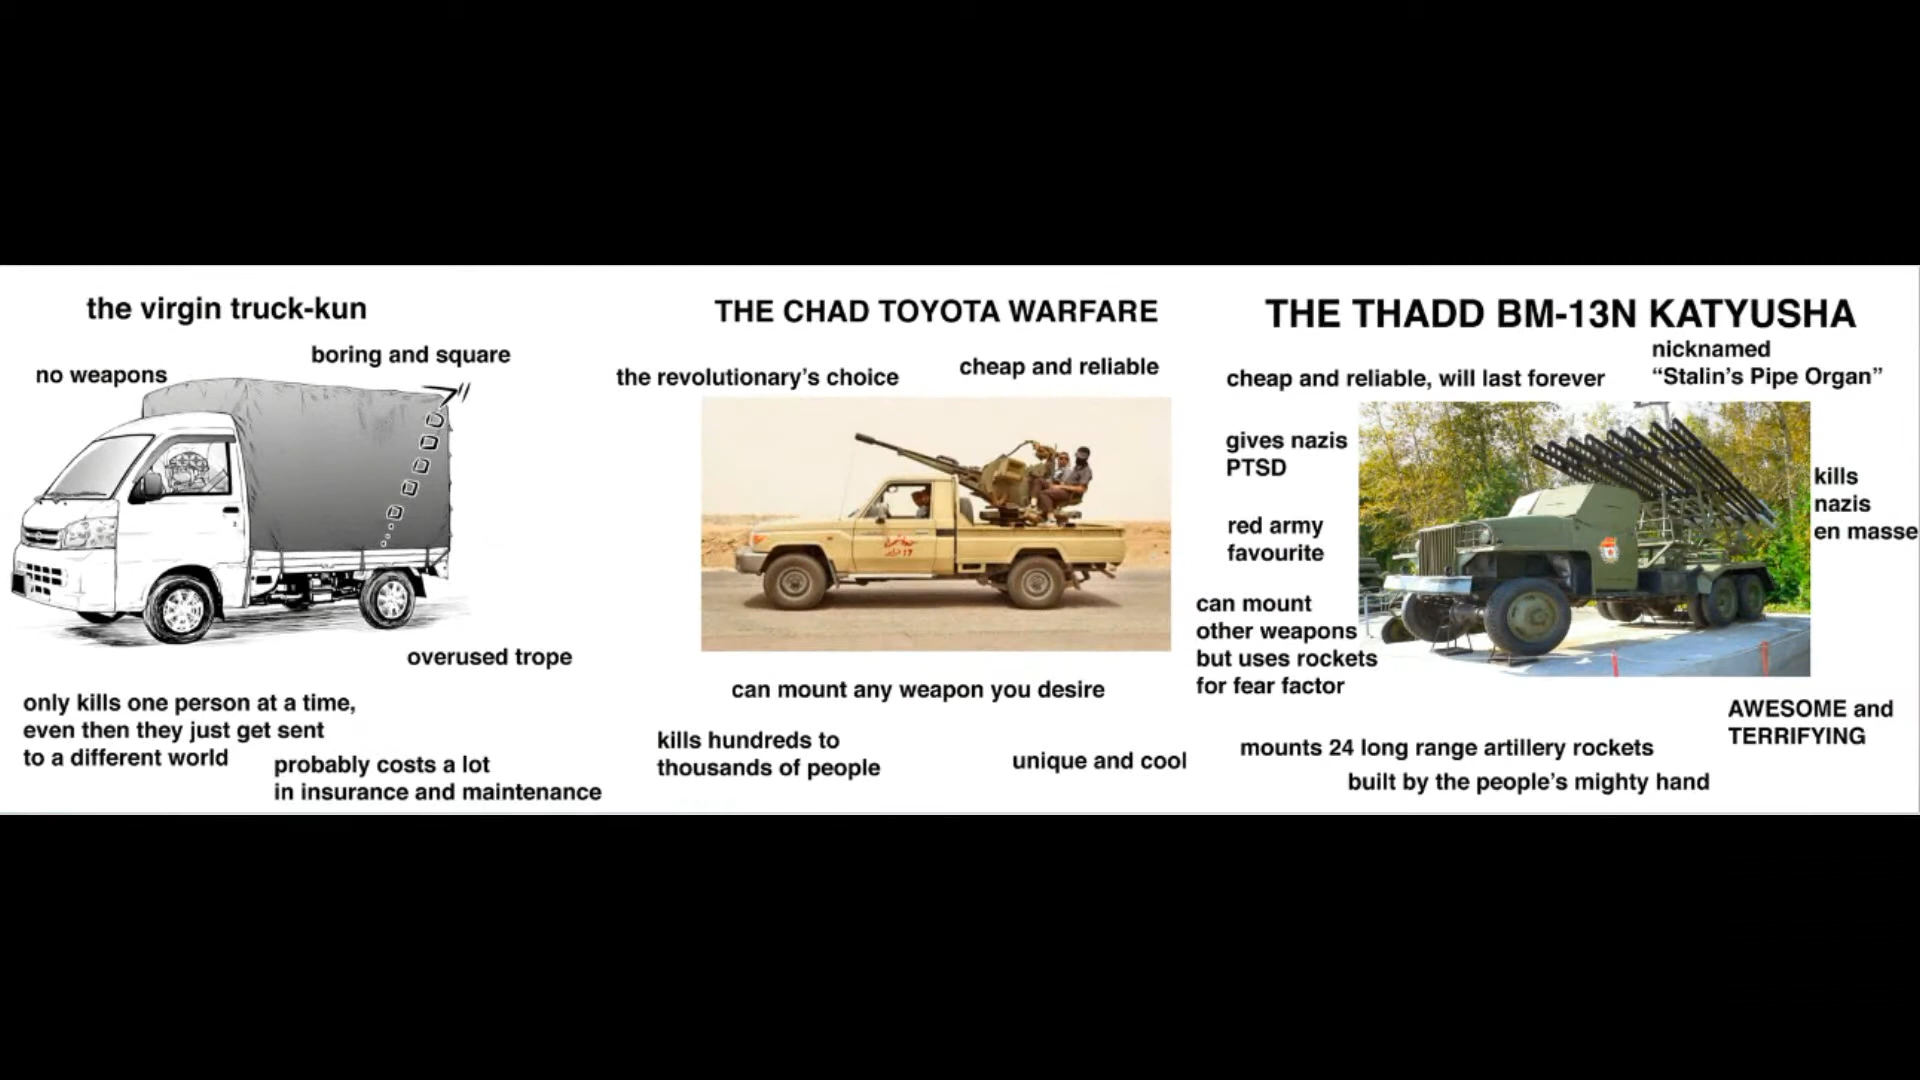 the virgin truck-kun
boring and square
no weapons
overused trope
only kills one person at a time,
even then they just get sent
to a different world
probably costs a lot
in insurance and maintenance
THE CHAD TOYOTA WARFARE
the revolutionary's choice
cheap and reliable
can mount any weapon you desire
kills hundreds to
thousands of people
unique and cool
THE THADD BM-13N KATYUSHA
nicknamed
“Stalin's Pipe Organ”
cheap and reliable, will last forever
gives nazis
PTSD
kills
nazis
en masse
red army
favourite
can mount
other weapons
but uses rockets
for fear factor
AWESOME and
TERRIFYING
mounts 24 long range artillery rockets
built by the people's mighty hand